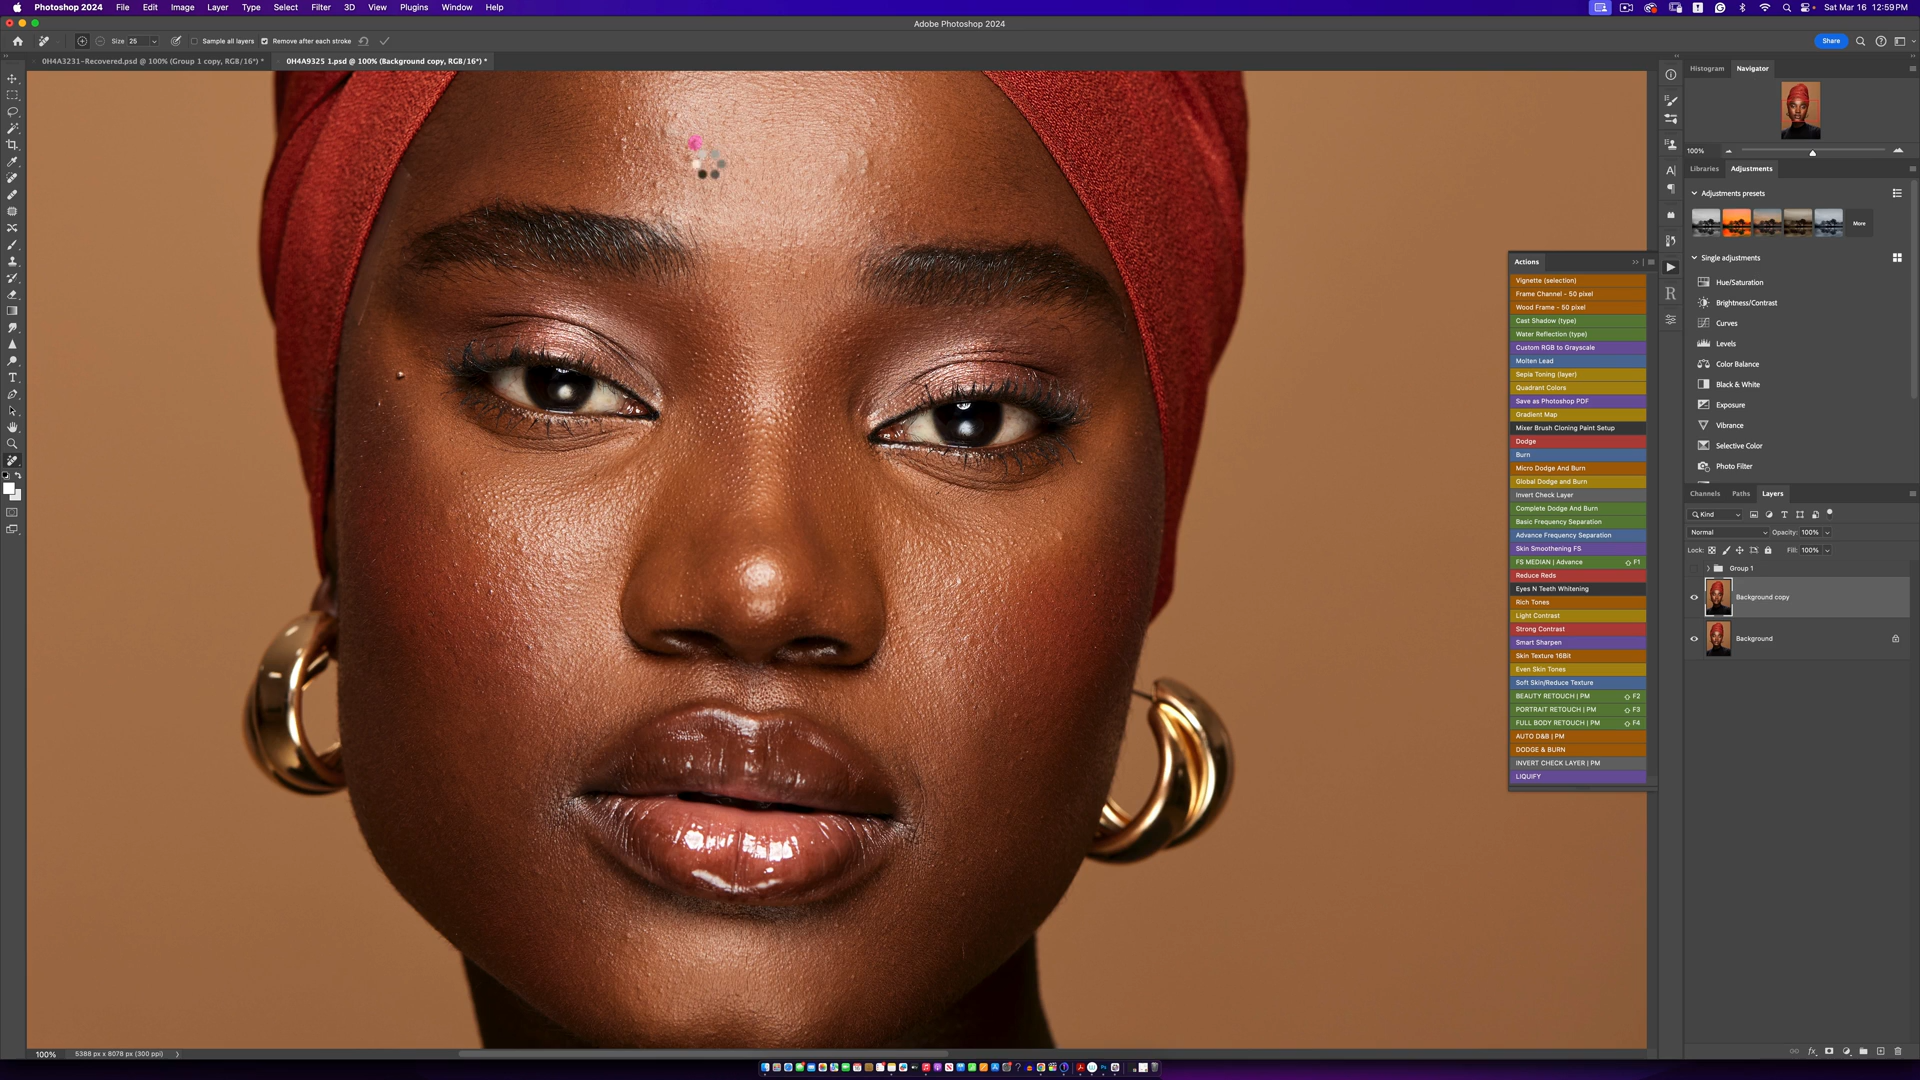 Photoshop 2024 File Edit Image Layer Type Select Filter 3D View Plugins Window Help Sat Mar 16 12:59 PM
Adobe Photoshop 2024
Size 25 Sample all layers Remove after each stroke Share
0H4A3231-Recovered.psd @ 100% (Group 1 copy, RGB/16*) * 0H4A9325 1.psd @ 100% (Background copy, RGB/16*) *
Histogram Navigator
100%
Libraries Adjustments
Adjustments presets
More
Single adjustments
Hue/Saturation
Brightness/Contrast
Curves
Levels
Color Balance
Black & White
Exposure
Vibrance
Selective Color
Photo Filter
Channels Paths Layers
Kind
Normal Opacity: 100%
Lock: Fill: 100%
Group 1
Background copy
Background
Actions
Vignette (selection)
Frame Channel - 50 pixel
Wood Frame - 50 pixel
Cast Shadow (type)
Water Reflection (type)
Custom RGB to Grayscale
Molten Lead
Sepia Toning (layer)
Quadrant Colors
Save as Photoshop PDF
Gradient Map
Mixer Brush Cloning Paint Setup
Dodge
Burn
Micro Dodge And Burn
Global Dodge and Burn
Invert Check Layer
Complete Dodge And Burn
Basic Frequency Separation
Advance Frequency Separation
Skin Smoothening FS
FS MEDIAN | Advance F1
Reduce Reds
Eyes N Teeth Whitening
Rich Tones
Light Contrast
Strong Contrast
Smart Sharpen
Skin Texture 16Bit
Even Skin Tones
Soft Skin/Reduce Texture
BEAUTY RETOUCH | PM F2
PORTRAIT RETOUCH | PM F3
FULL BODY RETOUCH | PM F4
AUTO D&B | PM
DODGE & BURN
INVERT CHECK LAYER | PM
LIQUIFY
100% 5388 px x 8078 px (300 ppi)